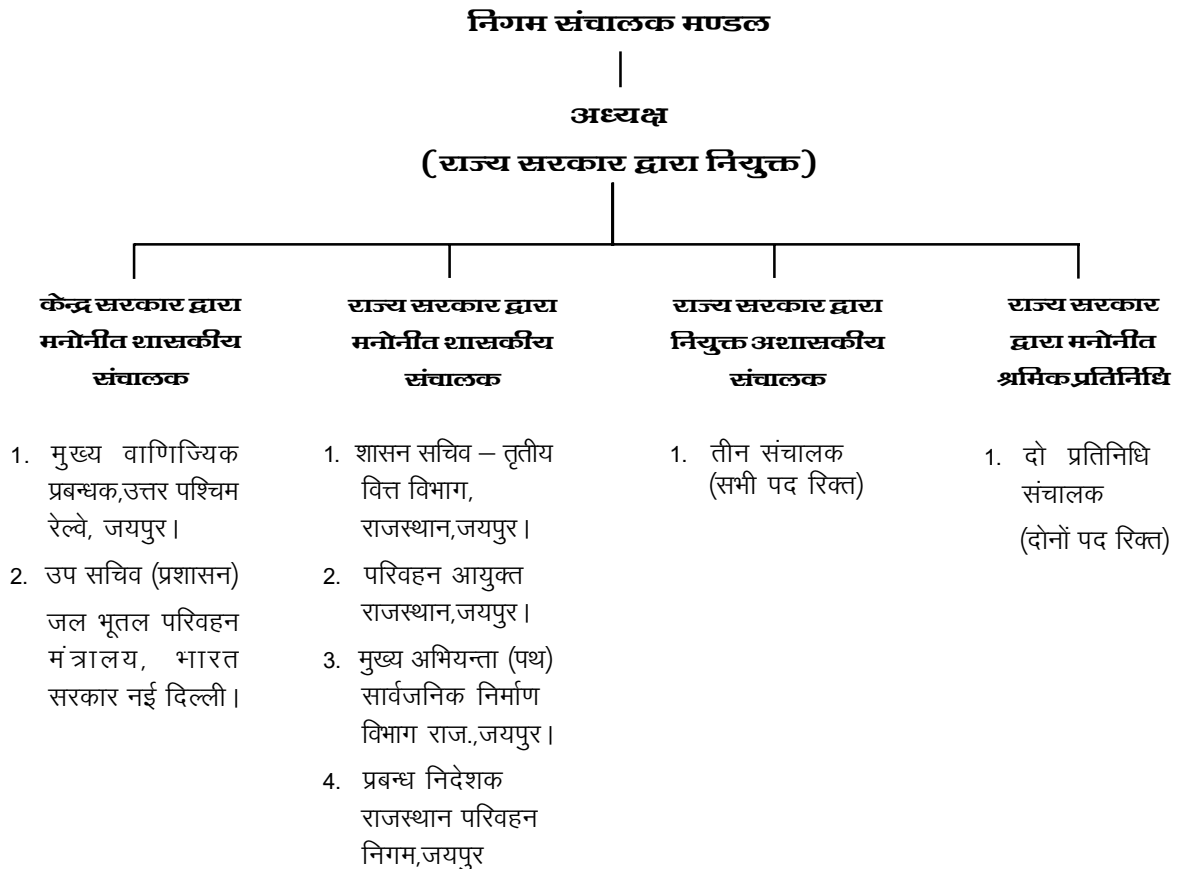 निगम संचालक मण्डल
अध्यक्ष
(राज्य सरकार द्वारा नियुक्त)
केन्द्र सरकार द्वारा
मनोनीत शासकीय
संचालक
1. मुख्य वाणिज्यिक
प्रबन्धक,उत्तर पश्चिम
रेल्वे, जयपुर।
2. उप सचिव (प्रशासन)
जल भूतल परिवहन
मंत्रालय, भारत
सरकार नई दिल्ली।
राज्य सरकार द्वारा
मनोनीत शासकीय
संचालक
1. शासन सचिव – तृतीय
वित्त विभाग,
राजस्थान,जयपुर।
2. परिवहन आयुक्त
राजस्थान,जयपुर।
3. मुख्य अभियन्ता (पथ)
सार्वजनिक निर्माण
विभाग राज.,जयपुर।
4. प्रबन्ध निदेशक
राजस्थान परिवहन
निगम,जयपुर
राज्य सरकार द्वारा
नियुक्त अशासकीय
संचालक
1. तीन संचालक
(सभी पद रिक्त)
राज्य सरकार
द्वारा मनोनीत
श्रमिक प्रतिनिधि
1. दो प्रतिनिधि
संचालक
(दोनों पद रिक्त)